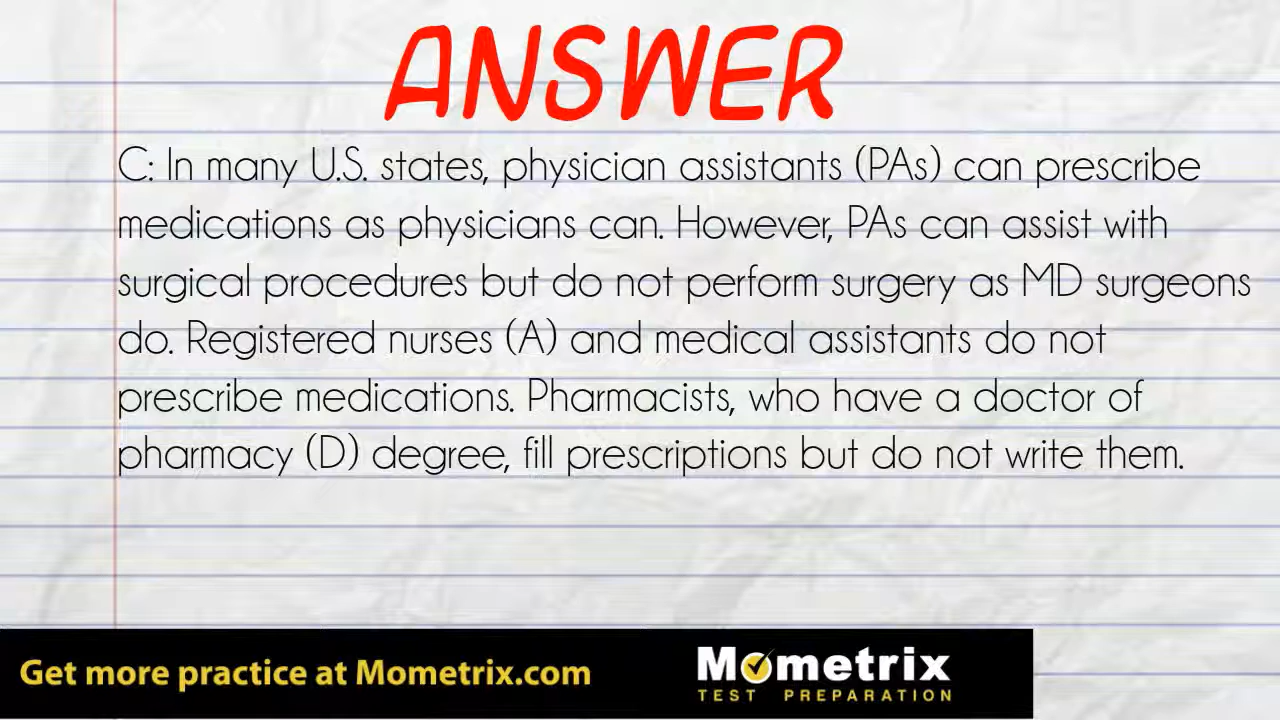 ANSWER
C: In many U.S. states, physician assistants (PAs) can prescribe
medications as physicians can. However, PAs can assist with
surgical procedures but do not perform surgery as MD surgeons
do. Registered nurses (A) and medical assistants do not
prescribe medications. Pharmacists, who have a doctor of
pharmacy (D) degree, fill prescriptions but do not write them.
Get more practice at Mometrix.com
Mometrix
TEST PREPARATION